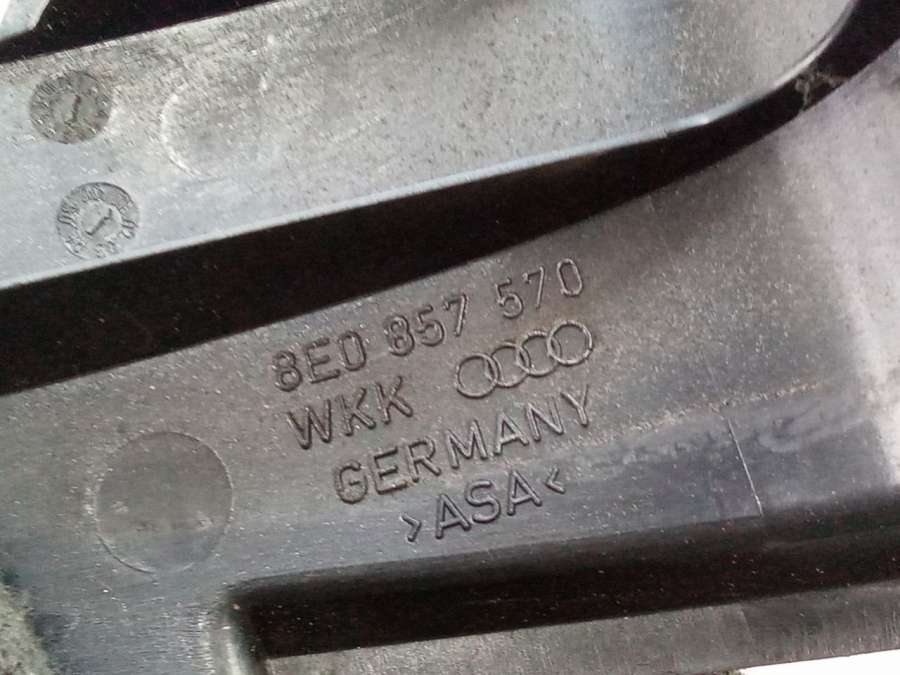 8E0 857 570
WKK
GERMANY
>ASA<